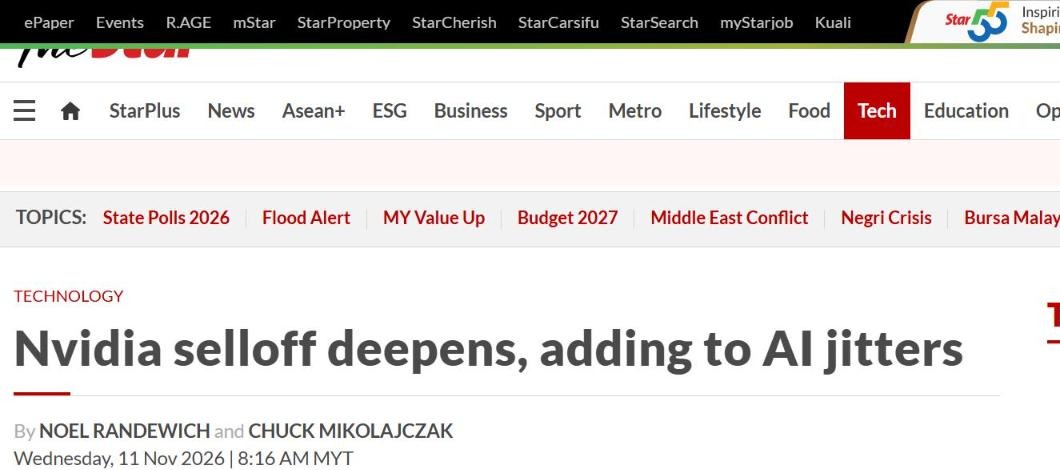 ePaper Events R.AGE mStar StarProperty StarCherish StarCarsifu StarSearch myStarjob Kuali Star 55
StarPlus News Asean+ ESG Business Sport Metro Lifestyle Food Tech Education
TOPICS: State Polls 2026 Flood Alert MY Value Up Budget 2027 Middle East Conflict Negri Crisis Bursa
TECHNOLOGY
Nvidia selloff deepens, adding to AI jitters
By NOEL RANDEWICH and CHUCK MIKOLAJCZAK
Wednesday, 11 Nov 2026 | 8:16 AM MYT